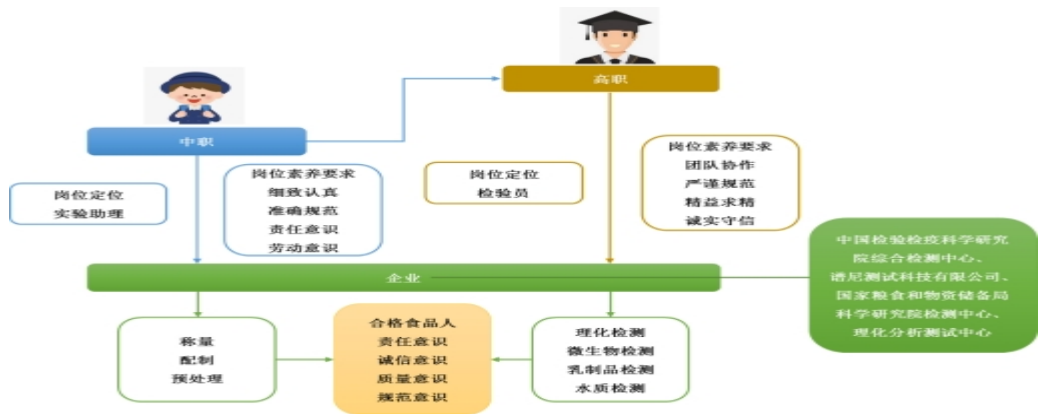 高职
中职
岗位定位
实验助理
岗位素养要求
细致认真
准确规范
责任意识
劳动意识
岗位定位
检验员
岗位素养要求
团队协作
严谨规范
精益求精
诚实守信
中国检验检疫科学研究
院综合检测中心、
谱尼测试科技有限公司、
国家粮食和物资储备局
科学研究院检测中心、
理化分析测试中心
企业
称量
配制
预处理
合格食品人
责任意识
诚信意识
质量意识
规范意识
理化检测
微生物检测
乳制品检测
水质检测